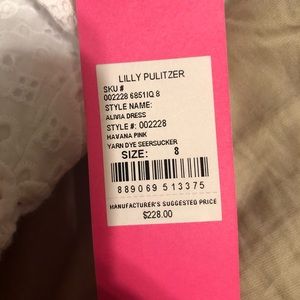 LILLY PULITZER
SKU #
002228 6851IQ 8
STYLE NAME:
ALIVIA DRESS
STYLE #: 002228
HAVANA PINK
YARN DYE SEERSUCKER
SIZE: 8
889069 513375
MANUFACTURER'S SUGGESTED PRICE
$228.00